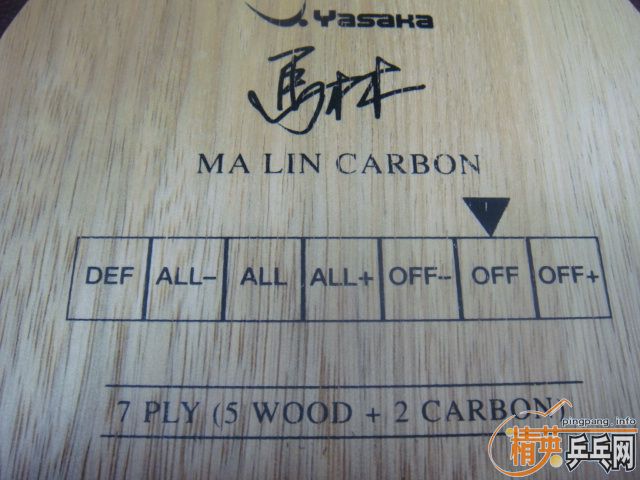 Yasaka
馬林
MA LIN CARBON
DEF ALL- ALL ALL+ OFF-- OFF OFF+
7 PLY (5 WOOD + 2 CARBON)
pingpang.info
精英乒乓网